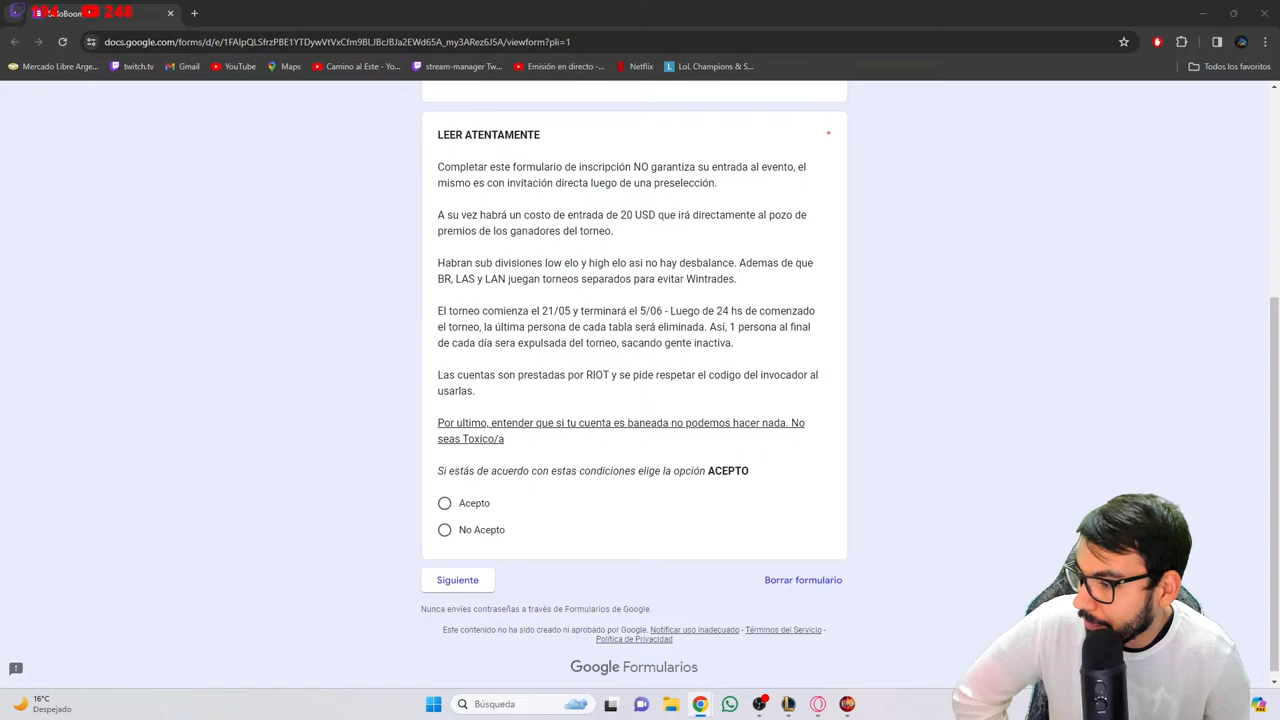 248
docs.google.com/forms/d/e/1FAIpQLSfrzPBE1YTDywVtVxCfm9BLJBcJBJa2EWd65A_my3ARez6J5A/viewform?pli=1
Mercado Libre Arge... twitch.tv Gmail YouTube Maps Camino al Este - Yo... stream-manager Tw... Emisión en directo -... Netflix LoL Champions & S... Todos los favoritos
LEER ATENTAMENTE *
Completar este formulario de inscripción NO garantiza su entrada al evento, el
mismo es con invitación directa luego de una preselección.
A su vez habrá un costo de entrada de 20 USD que irá directamente al pozo de
premios de los ganadores del torneo.
Habran sub divisiones low elo y high elo asi no hay desbalance. Ademas de que
BR, LAS y LAN juegan torneos separados para evitar Wintrades.
El torneo comienza el 21/05 y terminará el 5/06 - Luego de 24 hs de comenzado
el torneo, la última persona de cada tabla será eliminada. Así, 1 persona al final
de cada día sera expulsada del torneo, sacando gente inactiva.
Las cuentas son prestadas por RIOT y se pide respetar el codigo del invocador al
usarlas.
Por ultimo, entender que si tu cuenta es baneada no podemos hacer nada. No
seas Toxico/a
Si estás de acuerdo con estas condiciones elige la opción ACEPTO
Acepto
No Acepto
Siguiente Borrar formulario
Nunca envíes contraseñas a través de Formularios de Google.
Este contenido no ha sido creado ni aprobado por Google. Notificar uso inadecuado - Términos del Servicio -
Política de Privacidad
Google Formularios
16°C
Despejado
Búsqueda